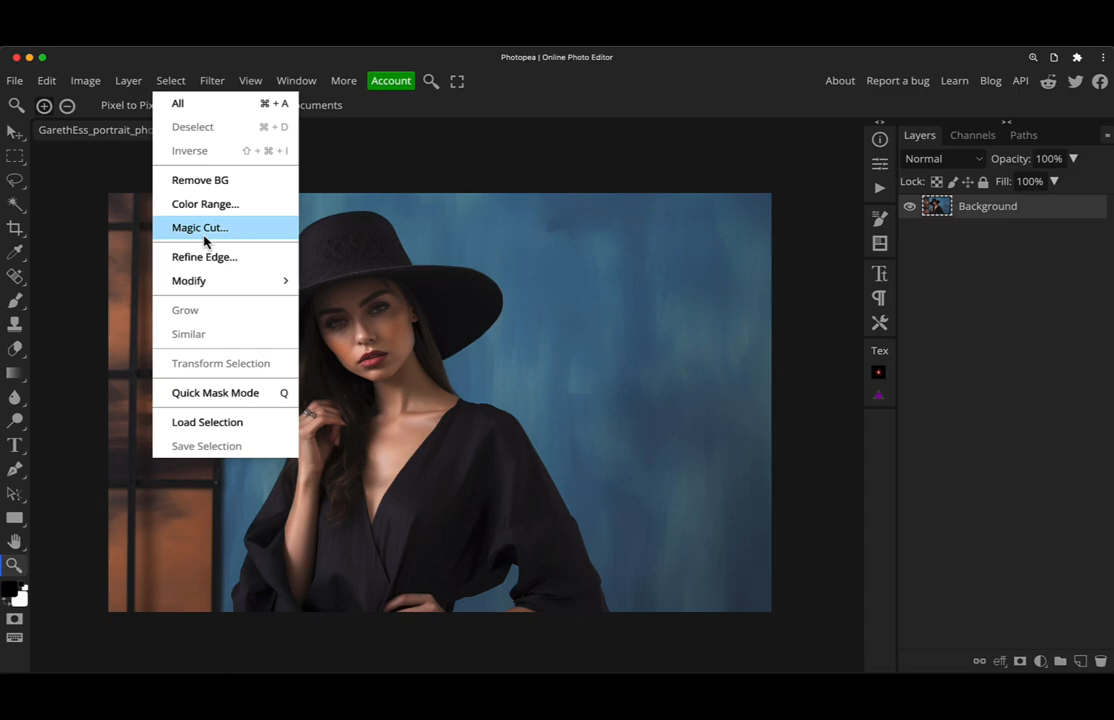 Photopea | Online Photo Editor
File Edit Image Layer Select Filter View Window More Account About Report a bug Learn Blog API
Pixel to Pi
cuments
GarethEss_portrait_ph
All ⌘ + A
Deselect ⌘ + D
Inverse ⇧ + ⌘ + I
Remove BG
Color Range...
Magic Cut...
Refine Edge...
Modify >
Grow
Similar
Transform Selection
Quick Mask Mode Q
Load Selection
Save Selection
Tex
Layers Channels Paths
Normal Opacity: 100%
Lock: Fill: 100%
Background
eff